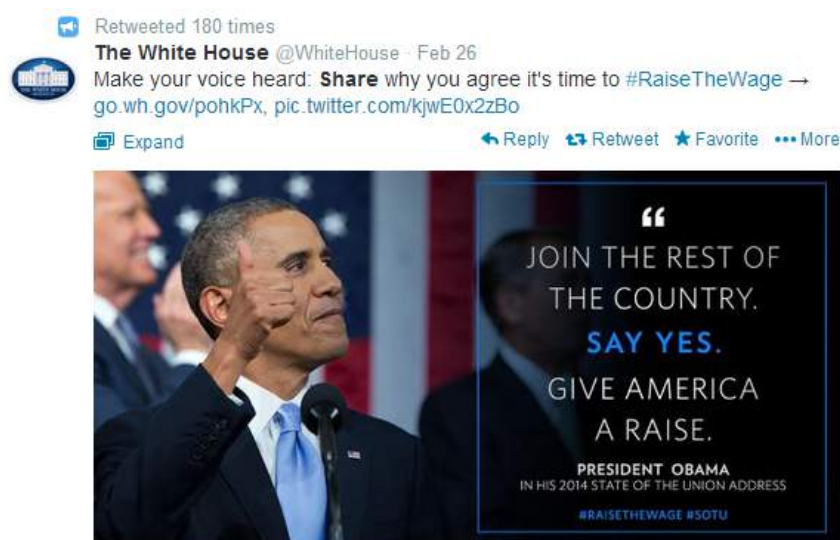 Retweeted 180 times
The White House @WhiteHouse · Feb 26
Make your voice heard: Share why you agree it's time to #RaiseTheWage →
go.wh.gov/pohkPx, pic.twitter.com/kjwE0x2zBo
Expand
Reply Retweet Favorite More
“
JOIN THE REST OF
THE COUNTRY.
SAY YES.
GIVE AMERICA
A RAISE.
PRESIDENT OBAMA
IN HIS 2014 STATE OF THE UNION ADDRESS
#RAISETHEWAGE #SOTU